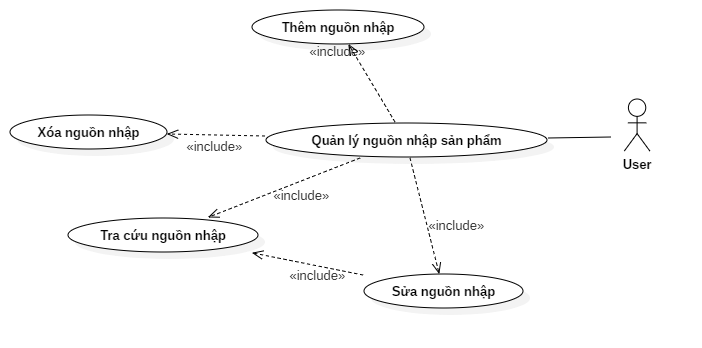 Thêm nguồn nhập
«include»
Xóa nguồn nhập
«include»
Quản lý nguồn nhập sản phẩm
User
«include»
«include»
Tra cứu nguồn nhập
«include»
Sửa nguồn nhập